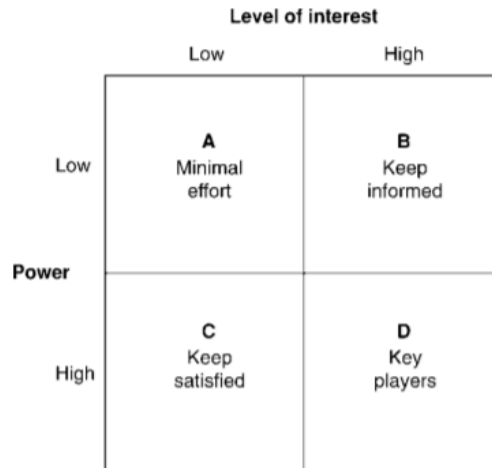 Level of interest
Low High
A B
Low Minimal Keep
effort informed
Power
C D
High Keep Key
satisfied players